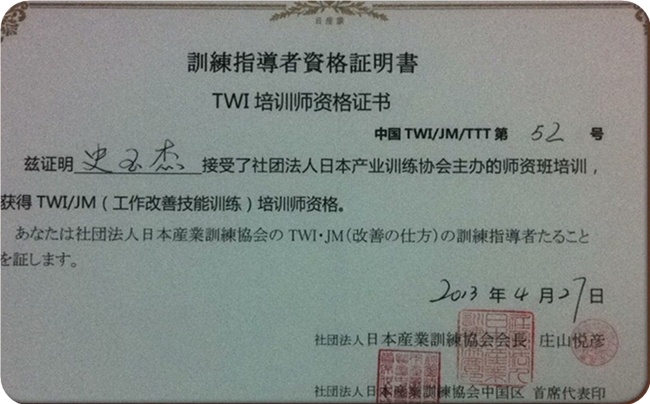 日産訓
訓練指導者資格証明書
TWI 培训师资格证书
中国 TWI/JM/TTT 第 52 号
兹证明 史玉杰 接受了社团法人日本产业训练协会主办的师资班培训，
获得 TWI/JM（工作改善技能训练）培训师资格。
あなたは社団法人日本産業訓練協会の TWI・JM（改善の仕方）の訓練指導者たること
を証します。
2013 年 4 月 27 日
社団法人日本産業訓練協会会長 庄山悦彦
社団法人日本産業訓練協会中国区 首席代表印